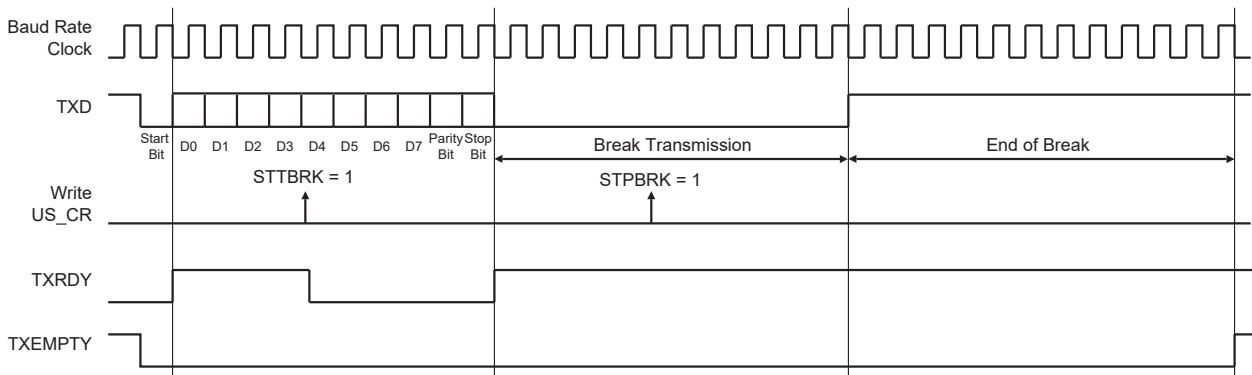 Baud Rate
Clock
TXD
Start
Bit
D0 D1 D2 D3 D4 D5 D6 D7
Parity
Bit
Stop
Bit
Break Transmission
End of Break
STTBRK = 1
STPBRK = 1
Write
US_CR
TXRDY
TXEMPTY